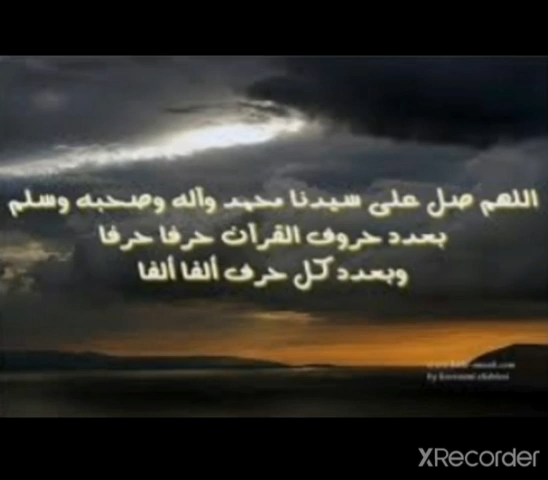 اللهم صل على سيدنا محمد وآله وصحبه وسلم
بعدد حروف القرآن حرفا حرفا
وبعدد كل حرف ألفا ألفا
XRecorder